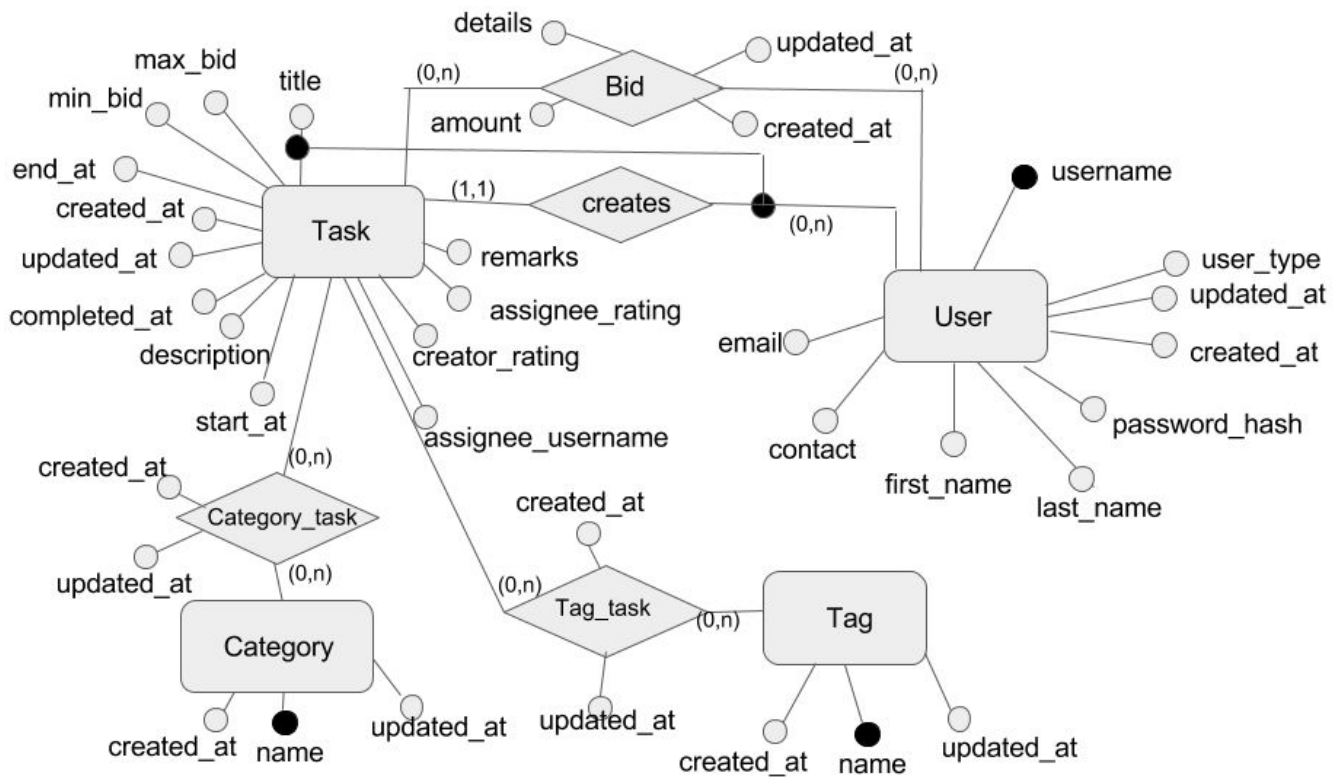 details
updated_at
max_bid
(0,n)
Bid
(0,n)
title
min_bid
amount
created_at
end_at
username
created_at
(1,1)
creates
Task
(0,n)
updated_at
remarks
user_type
assignee_rating
updated_at
completed_at
User
description
creator_rating
email
created_at
start_at
assignee_username
password_hash
contact
(0,n)
created_at
first_name
created_at
last_name
Category_task
updated_at
(0,n)
(0,n)
Tag_task
(0,n)
Tag
Category
updated_at
updated_at
created_at
name
created_at
name
updated_at